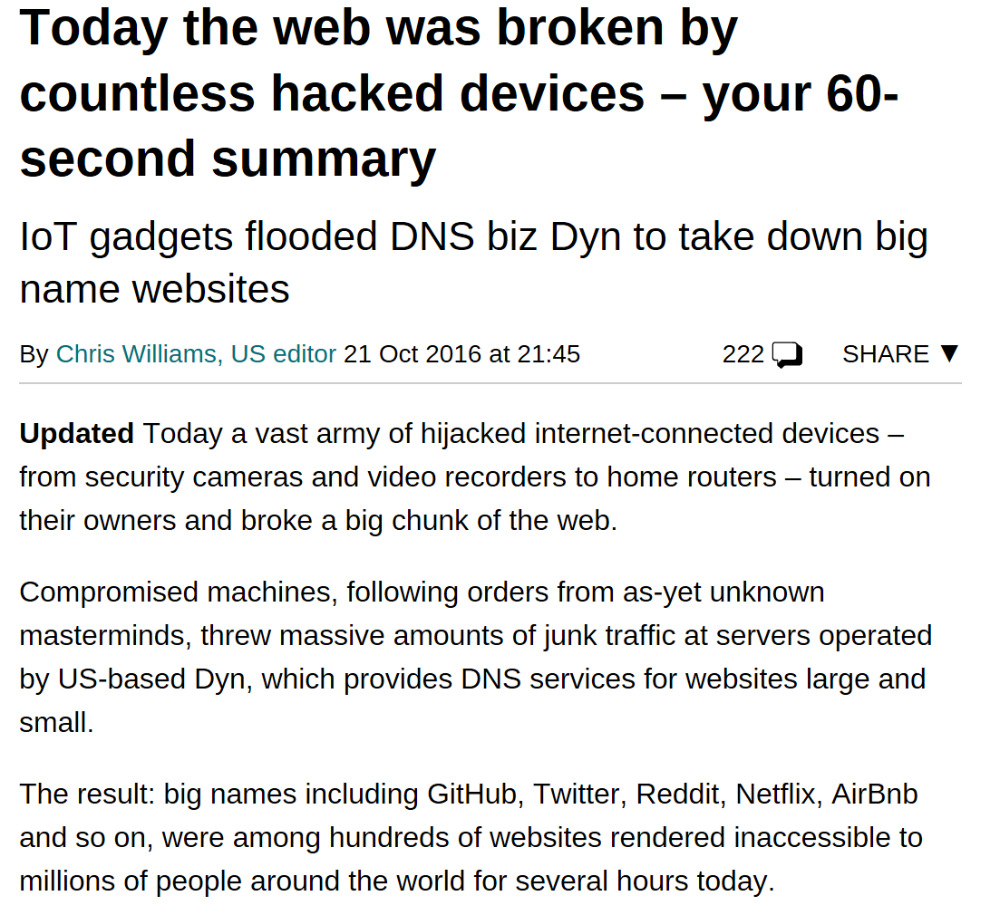 Today the web was broken by
countless hacked devices – your 60-
second summary
IoT gadgets flooded DNS biz Dyn to take down big
name websites
By Chris Williams, US editor 21 Oct 2016 at 21:45 222 SHARE ▼
Updated Today a vast army of hijacked internet-connected devices –
from security cameras and video recorders to home routers – turned on
their owners and broke a big chunk of the web.
Compromised machines, following orders from as-yet unknown
masterminds, threw massive amounts of junk traffic at servers operated
by US-based Dyn, which provides DNS services for websites large and
small.
The result: big names including GitHub, Twitter, Reddit, Netflix, AirBnb
and so on, were among hundreds of websites rendered inaccessible to
millions of people around the world for several hours today.